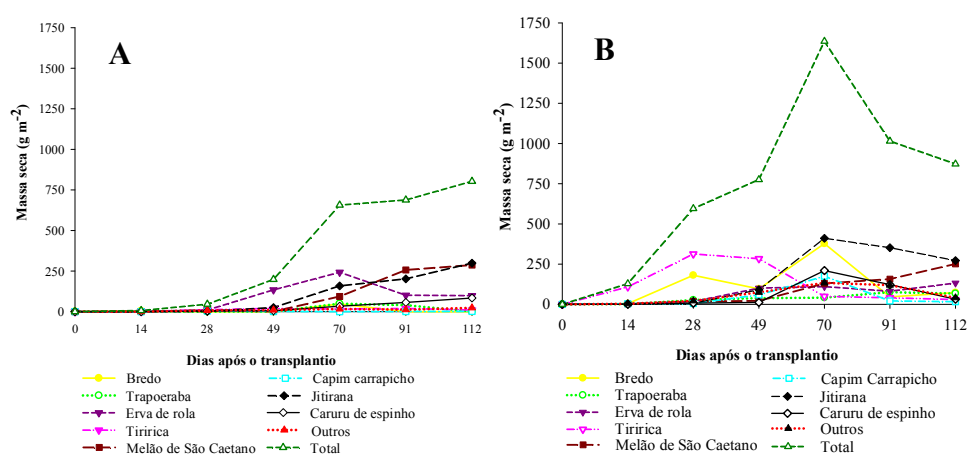 A
Massa seca (g m-2)
1750
1500
1250
1000
750
500
250
0
0 14 28 49 70 91 112
Dias após o transplantio
Bredo
Trapoeraba
Erva de rola
Tiririca
Melão de São Caetano
Capim carrapicho
Jitirana
Caruru de espinho
Outros
Total
B
Massa seca (g m-2)
1750
1500
1250
1000
750
500
250
0
0 14 28 49 70 91 112
Dias após o transplantio
Bredo
Trapoeraba
Erva de rola
Tiririca
Melão de São Caetano
Capim Carrapicho
Jitirana
Caruru de espinho
Outros
Total